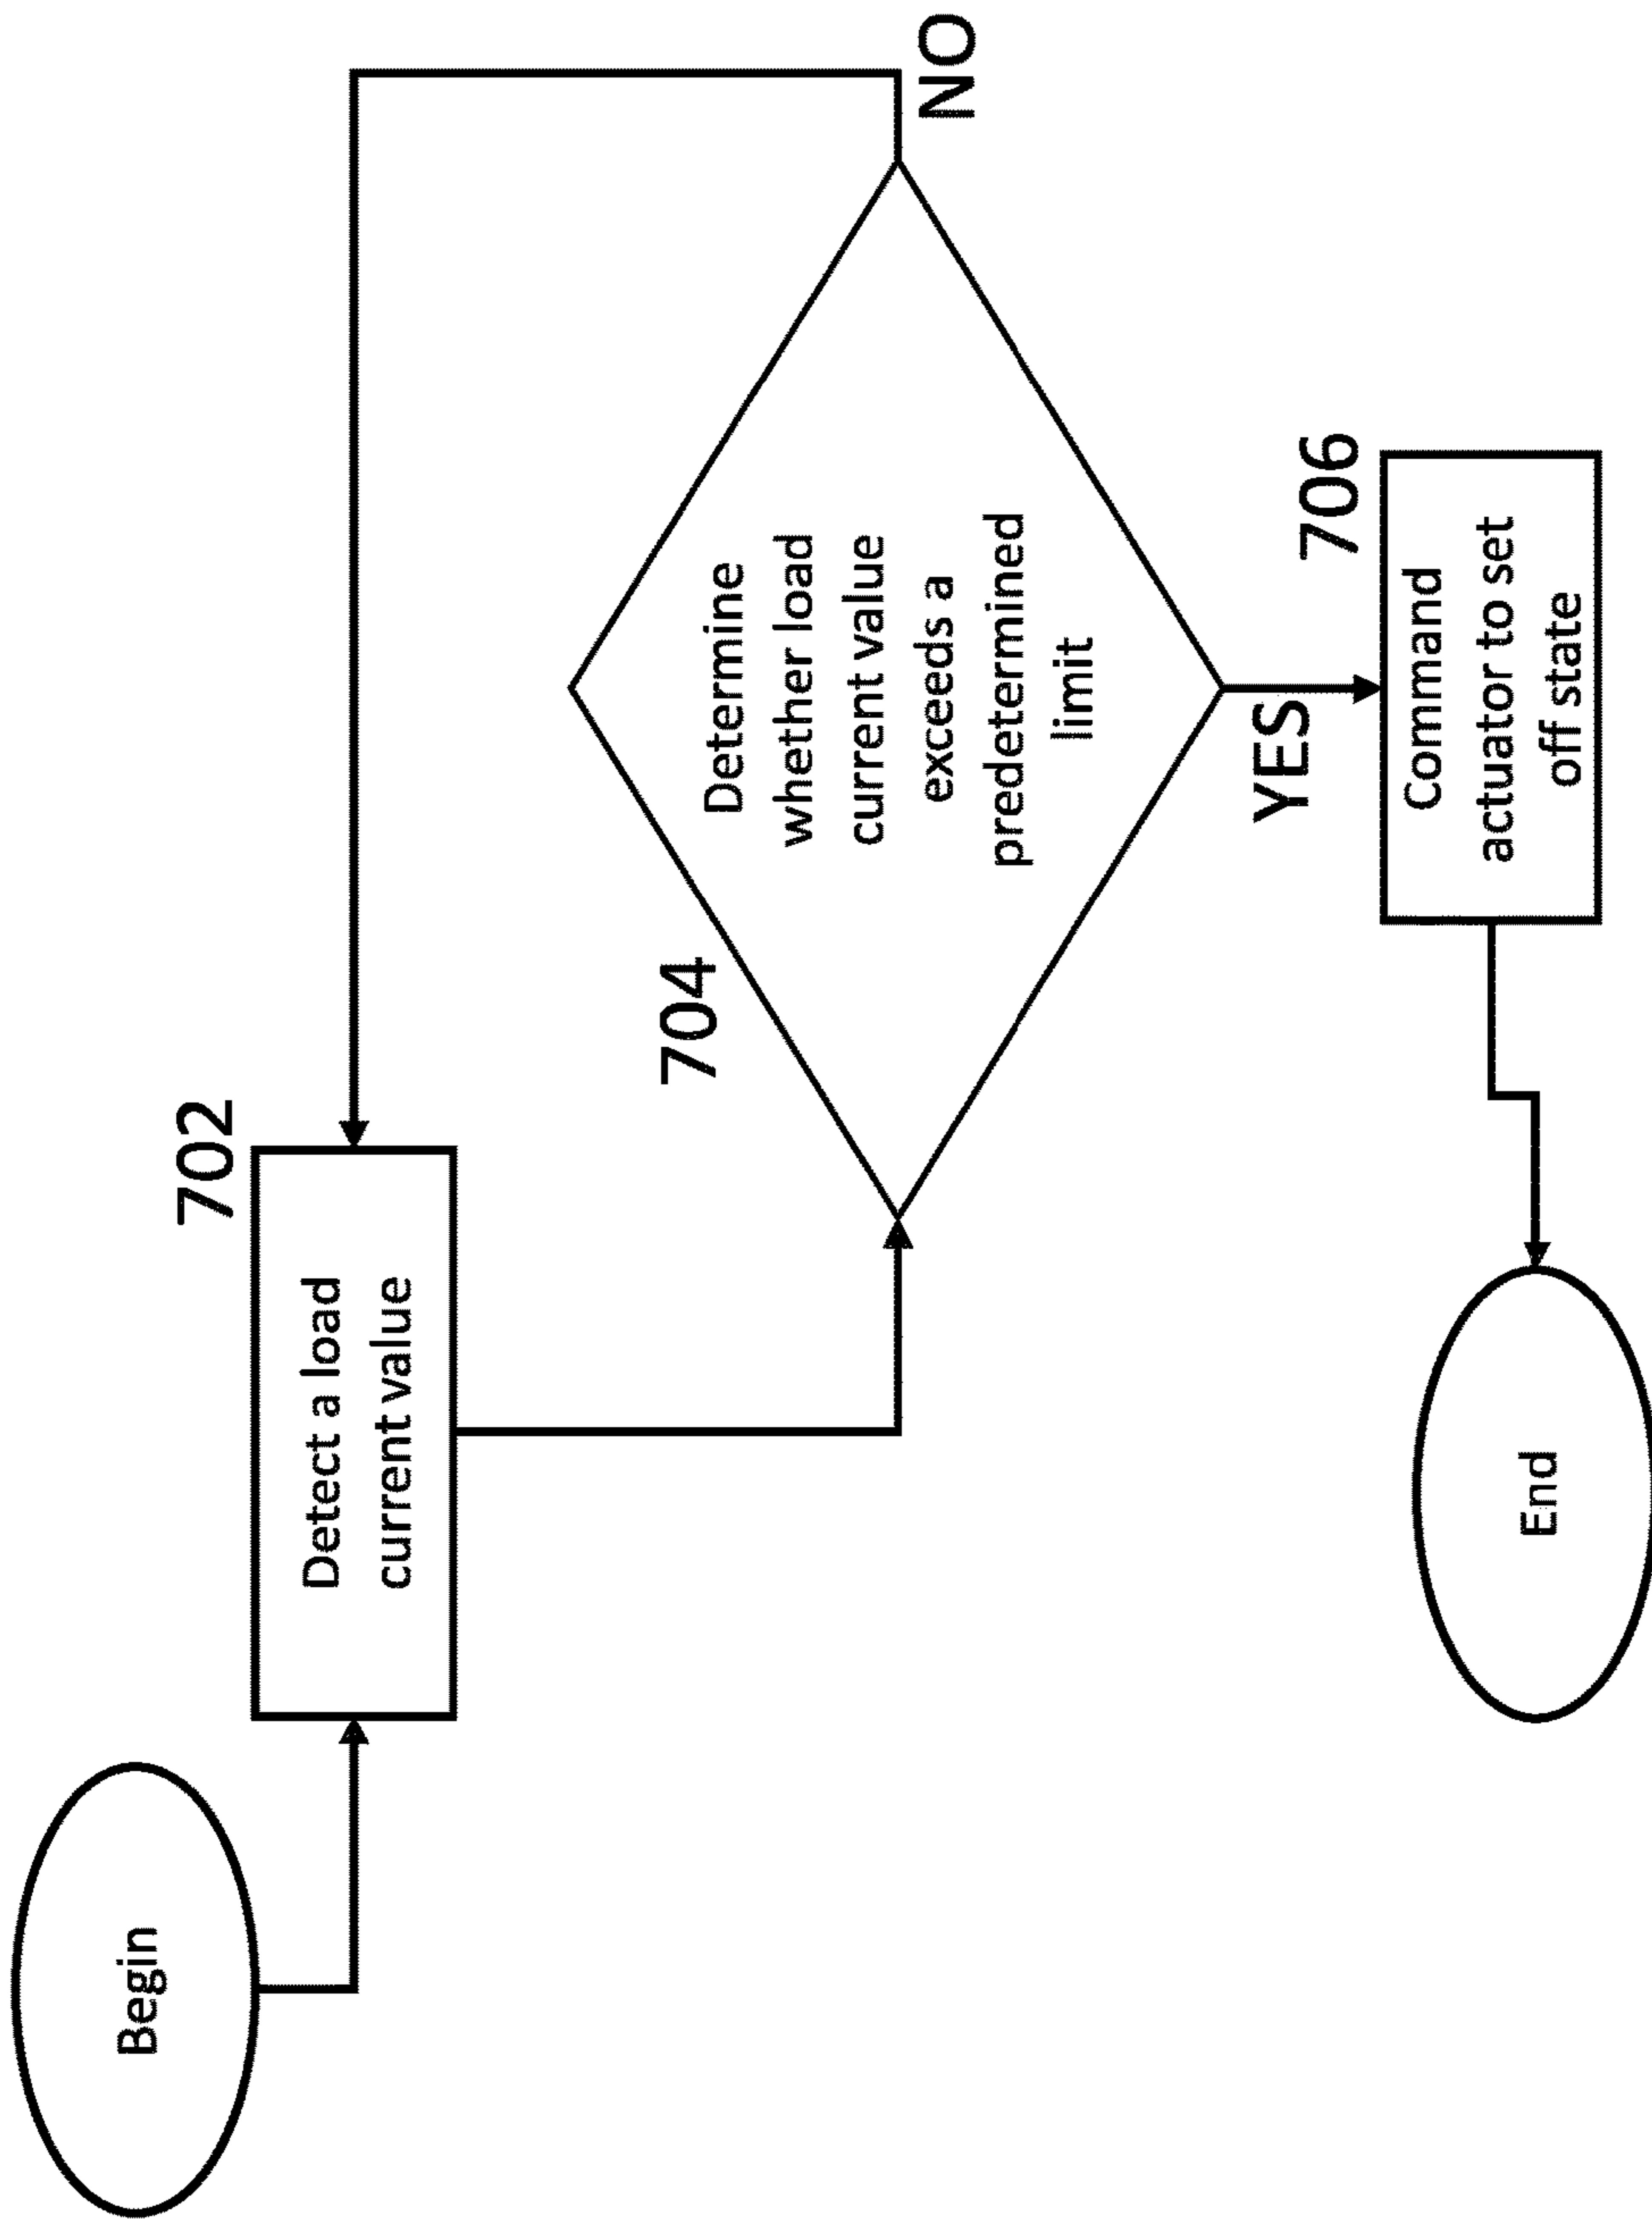 Begin
702
Detect a load
current value
704
Determine
whether load
current value
exceeds a
predetermined
limit
NO
YES
706
Command
actuator to set
off state
End